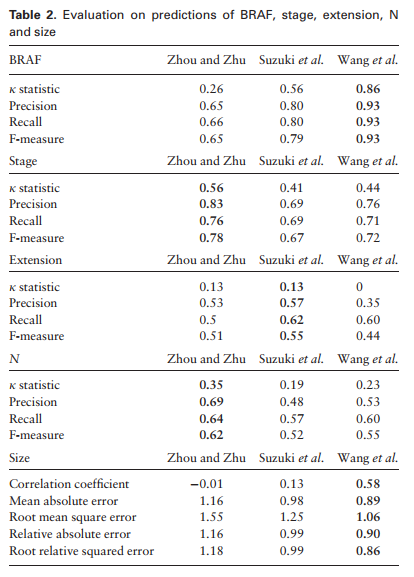 Table 2. Evaluation on predictions of BRAF, stage, extension, N
and size
BRAF Zhou and Zhu Suzuki et al. Wang et al.
κ statistic 0.26 0.56 0.86
Precision 0.65 0.80 0.93
Recall 0.66 0.80 0.93
F-measure 0.65 0.79 0.93
Stage Zhou and Zhu Suzuki et al. Wang et al.
κ statistic 0.56 0.41 0.44
Precision 0.83 0.69 0.76
Recall 0.76 0.69 0.71
F-measure 0.78 0.67 0.72
Extension Zhou and Zhu Suzuki et al. Wang et al.
κ statistic 0.13 0.13 0
Precision 0.53 0.57 0.35
Recall 0.5 0.62 0.60
F-measure 0.51 0.55 0.44
N Zhou and Zhu Suzuki et al. Wang et al.
κ statistic 0.35 0.19 0.23
Precision 0.69 0.48 0.53
Recall 0.64 0.57 0.60
F-measure 0.62 0.52 0.55
Size Zhou and Zhu Suzuki et al. Wang et al.
Correlation coefficient −0.01 0.13 0.58
Mean absolute error 1.16 0.98 0.89
Root mean square error 1.55 1.25 1.06
Relative absolute error 1.16 0.99 0.90
Root relative squared error 1.18 0.99 0.86